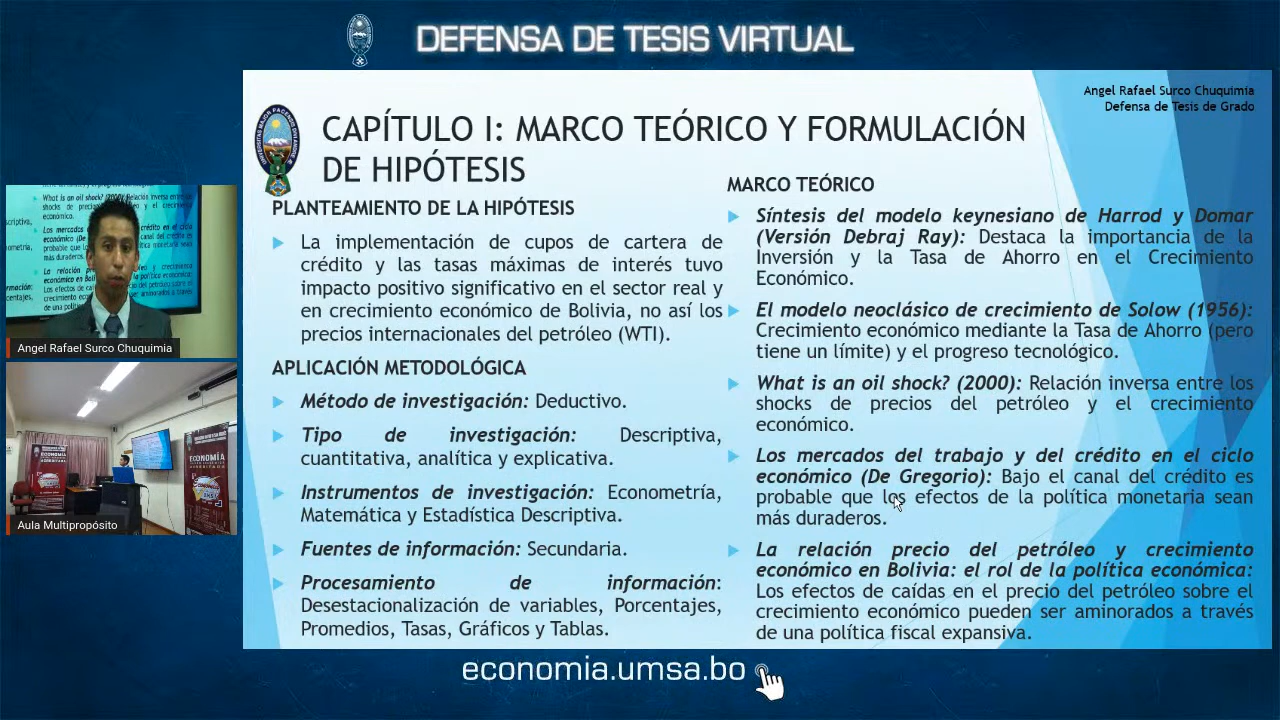 DEFENSA DE TESIS VIRTUAL
Angel Rafael Surco Chuquimia
Defensa de Tesis de Grado
CAPÍTULO I: MARCO TEÓRICO Y FORMULACIÓN
DE HIPÓTESIS
PLANTEAMIENTO DE LA HIPÓTESIS
La implementación de cupos de cartera de
crédito y las tasas máximas de interés tuvo
impacto positivo significativo en el sector real y
en crecimiento económico de Bolivia, no así los
precios internacionales del petróleo (WTI).
APLICACIÓN METODOLÓGICA
Método de investigación: Deductivo.
Tipo de investigación: Descriptiva,
cuantitativa, analítica y explicativa.
Instrumentos de investigación: Econometría,
Matemática y Estadística Descriptiva.
Fuentes de información: Secundaria.
Procesamiento de información:
Desestacionalización de variables, Porcentajes,
Promedios, Tasas, Gráficos y Tablas.
MARCO TEÓRICO
Síntesis del modelo keynesiano de Harrod y Domar
(Versión Debraj Ray): Destaca la importancia de la
Inversión y la Tasa de Ahorro en el Crecimiento
Económico.
El modelo neoclásico de crecimiento de Solow (1956):
Crecimiento económico mediante la Tasa de Ahorro (pero
tiene un límite) y el progreso tecnológico.
What is an oil shock? (2000): Relación inversa entre los
shocks de precios del petróleo y el crecimiento
económico.
Los mercados del trabajo y del crédito en el ciclo
económico (De Gregorio): Bajo el canal del crédito es
probable que los efectos de la política monetaria sean
más duraderos.
La relación precio del petróleo y crecimiento
económico en Bolivia: el rol de la política económica:
Los efectos de caídas en el precio del petróleo sobre el
crecimiento económico pueden ser aminorados a través
de una política fiscal expansiva.
Angel Rafael Surco Chuquimia
ECONOMÍA
ECONOMÍA
Aula Multipropósito
economia.umsa.bo